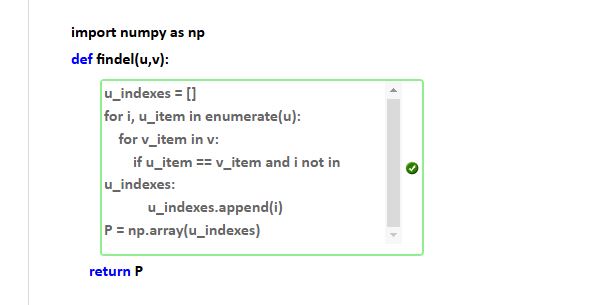 import numpy as np
def findel(u,v):
u_indexes = []
for i, u_item in enumerate(u):
for v_item in v:
if u_item == v_item and i not in
u_indexes:
u_indexes.append(i)
P = np.array(u_indexes)
return P